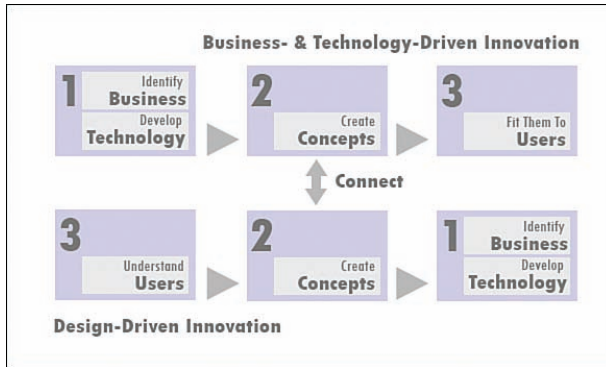 Business- & Technology-Driven Innovation
1
Identify
Business
Develop
Technology
2
Create
Concepts
3
Fit Them To
Users
Connect
3
Understand
Users
2
Create
Concepts
1
Identify
Business
Develop
Technology
Design-Driven Innovation